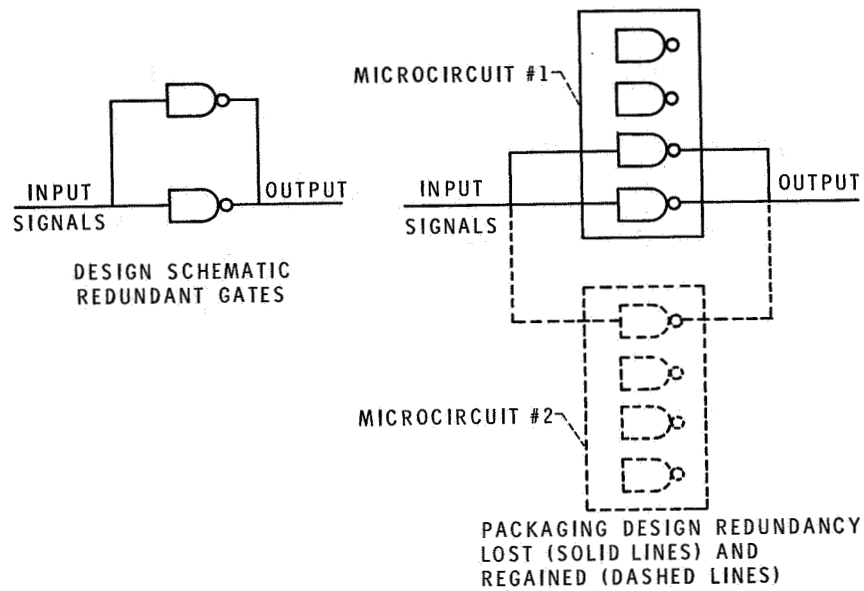 INPUT
SIGNALS
OUTPUT
DESIGN SCHEMATIC
REDUNDANT GATES
MICROCIRCUIT #1
INPUT
SIGNALS
OUTPUT
MICROCIRCUIT #2
PACKAGING DESIGN REDUNDANCY
LOST (SOLID LINES) AND
REGAINED (DASHED LINES)